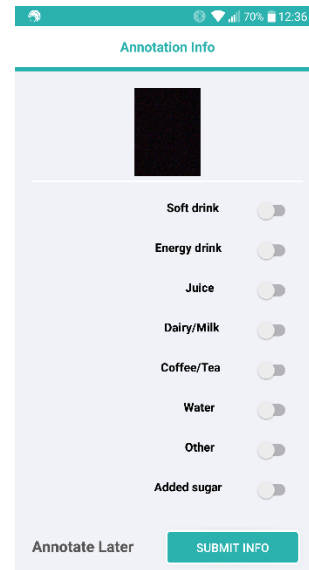 70% 12:36
Annotation Info
Soft drink
Energy drink
Juice
Dairy/Milk
Coffee/Tea
Water
Other
Added sugar
Annotate Later SUBMIT INFO